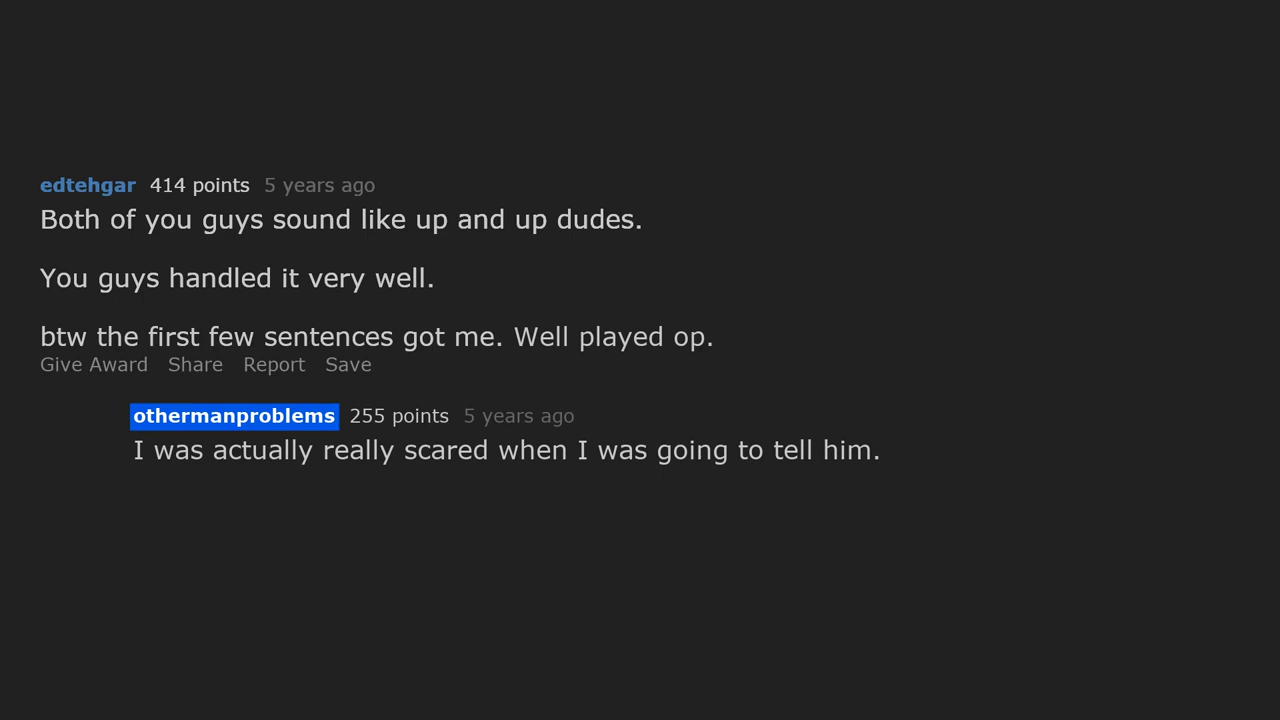 edtehgar 414 points 5 years ago
Both of you guys sound like up and up dudes.
You guys handled it very well.
btw the first few sentences got me. Well played op.
Give Award Share Report Save
othermanproblems 255 points 5 years ago
I was actually really scared when I was going to tell him.